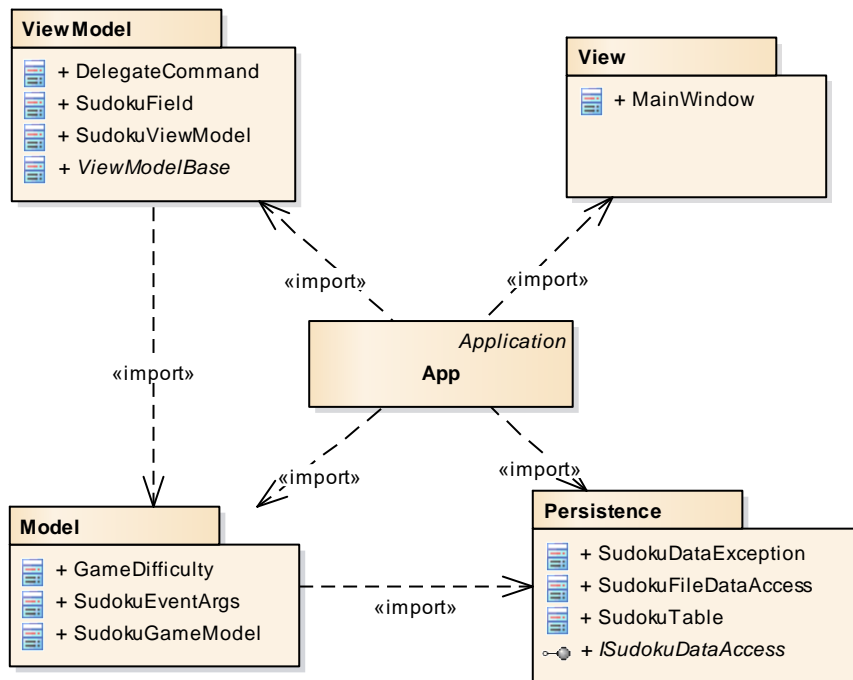 ViewModel
+ DelegateCommand
+ SudokuField
+ SudokuViewModel
+ ViewModelBase
View
+ MainWindow
«import»
«import»
Application
App
«import»
«import»
«import»
Model
+ GameDifficulty
+ SudokuEventArgs
+ SudokuGameModel
«import»
Persistence
+ SudokuDataException
+ SudokuFileDataAccess
+ SudokuTable
+ ISudokuDataAccess